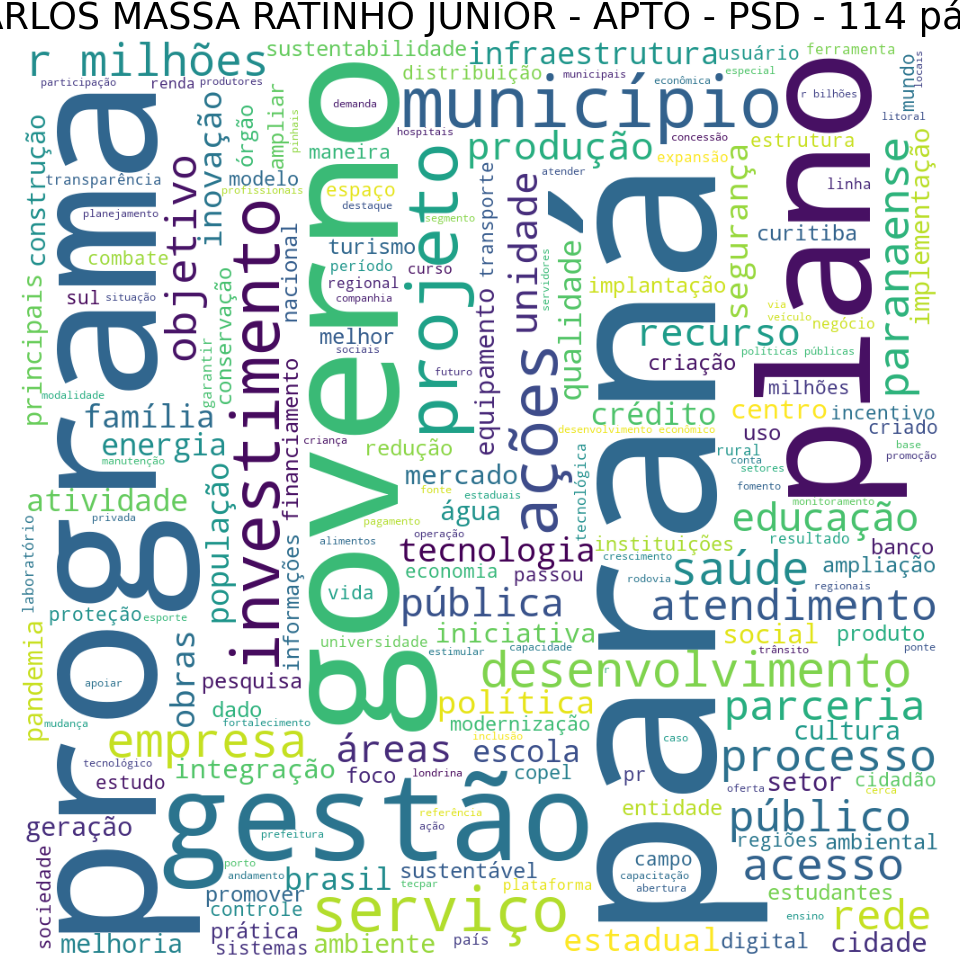 ARLOS MASSA RATINHO JUNIOR - APTO - PSD - 114 pá
r milhões
sustentabilidade
infraestrutura
usuário
ferramenta
participação
renda
produtores
distribuição
municipais
econômica
especial
mundo
locais
programa
governo
município
paraná
plano
demanda
hospitais
concessão
r bilhões
litoral
construção
inovação
órgão
ampliar
pinhais
maneira
produção
expansão
estrutura
transparência
modelo
profissionais
espaço
destaque
projeto
segmento
transporte
atender
unidade
servidores
qualidade
segurança
linha
paranaense
implementação
planejamento
objetivo
investimento
nacional
turismo
período
regional
curso
companhia
curitiba
combate
sul
situação
conservação
garantir
melhor
sociais
futuro
equipamento
ações
implantação
recurso
criação
via
veículo
negócio
políticas públicas
principais
modalidade
família
energia
manutenção
financiamento
criança
redução
crédito
desenvolvimento econômico
milhões
centro
incentivo
criado
uso
rural
conta
setores
fomento
base
promoção
atividade
privada
população
informações
mercado
fonte
estaduais
água
pagamento
operação
alimentos
tecnológica
educação
monitoramento
resultado
banco
laboratório
proteção
esporte
vida
tecnologia
economia
passou
instituições
crescimento
rodovia
saúde
ampliação
regionais
pública
atendimento
pandemia
obras
universidade
iniciativa
estimular
capacidade
social
produto
trânsito
ponte
apoiar
pesquisa
desenvolvimento
r
mudança
dado
fortalecimento
política
modernização
inclusão
parceria
cultura
empresa
tecnológico
estudo
integração
áreas
foco
londrina
escola
copel
caso
processo
pr
oferta
setor
cidadão
cerca
geração
gestão
prefeitura
referência
ação
entidade
público
regiões
ambiental
sociedade
porto
andamento
brasil
tecpar
sustentável
plataforma
campo
capacitação
abertura
acesso
estudantes
promover
controle
serviço
ensino
rede
melhoria
prática
sistemas
ambiente
país
estadual
digital
cidade